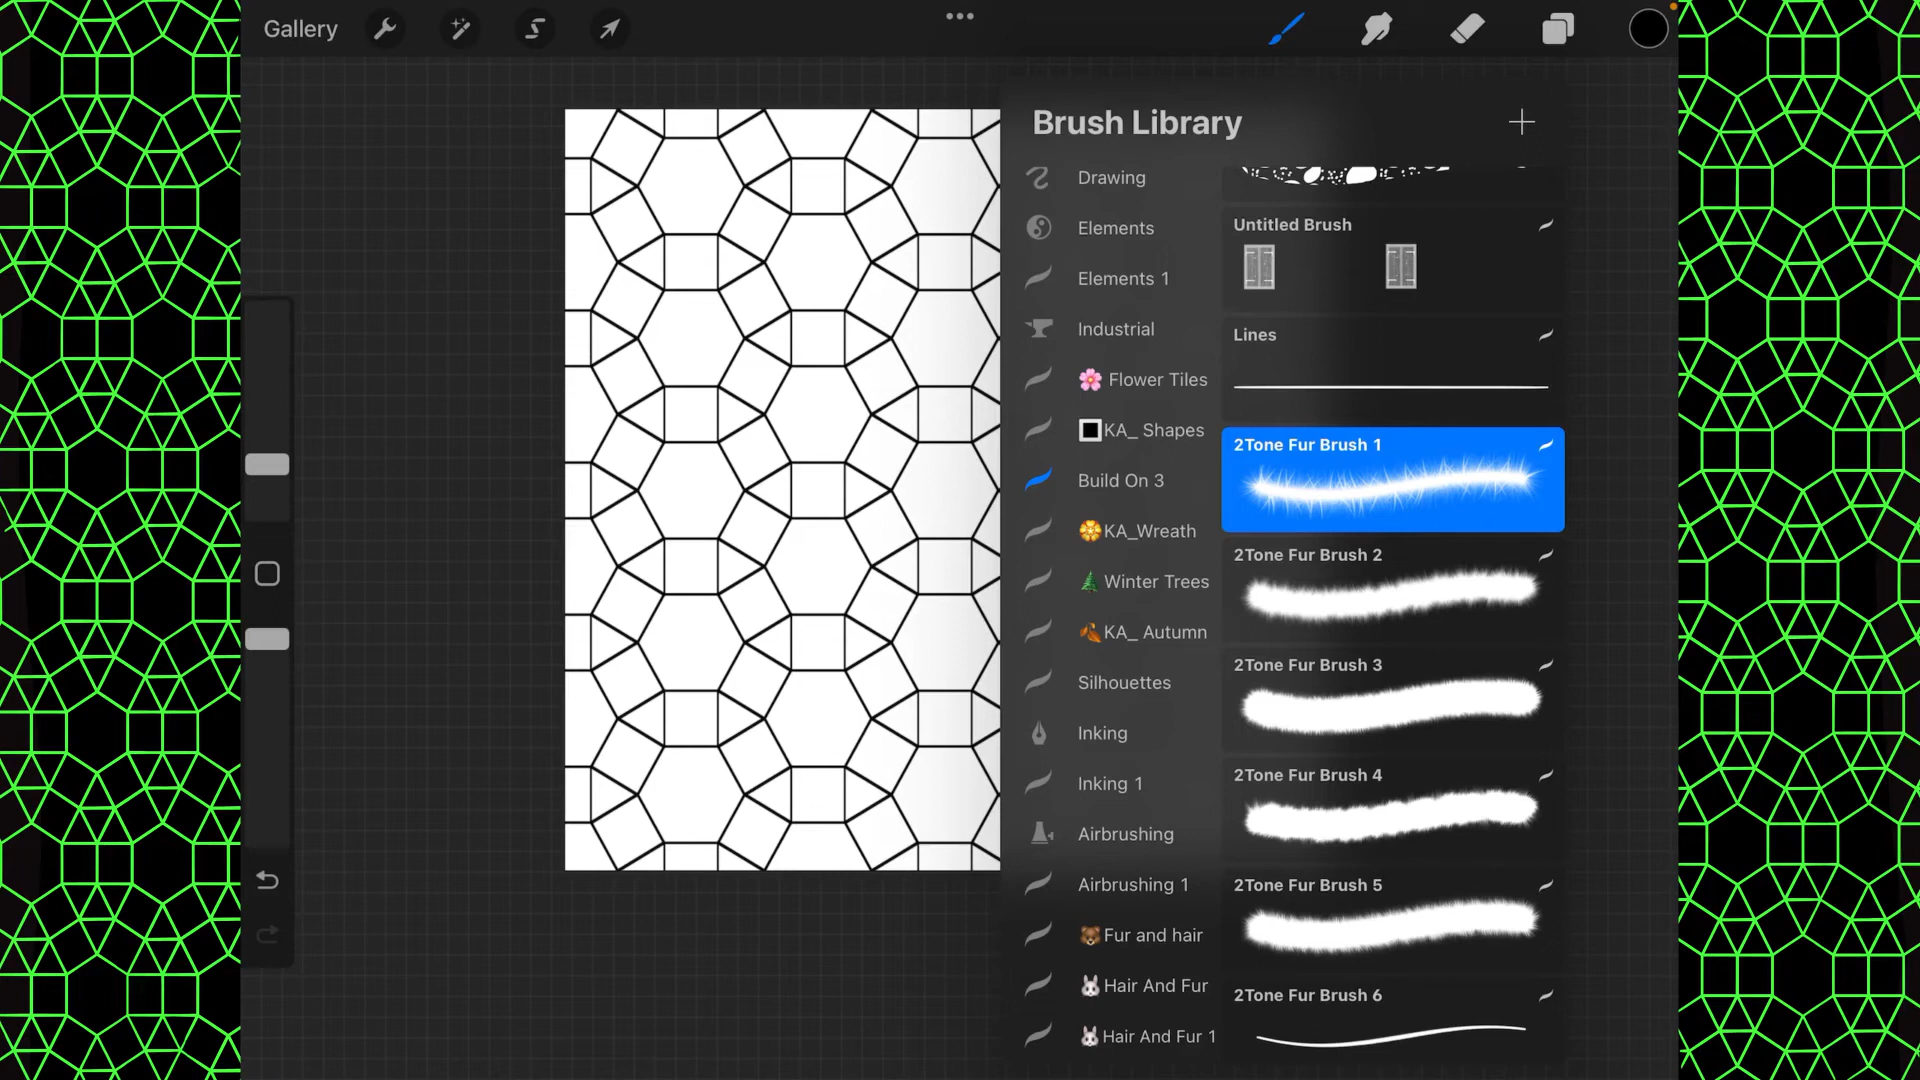 Gallery
Brush Library
Drawing
Elements
Elements 1
Industrial
🌸 Flower Tiles
KA_ Shapes
Build On 3
KA_Wreath
🌲 Winter Trees
🍂 KA_ Autumn
Silhouettes
Inking
Inking 1
Airbrushing
Airbrushing 1
🐻 Fur and hair
🐰 Hair And Fur
🐰 Hair And Fur 1
Untitled Brush
Lines
2Tone Fur Brush 1
2Tone Fur Brush 2
2Tone Fur Brush 3
2Tone Fur Brush 4
2Tone Fur Brush 5
2Tone Fur Brush 6